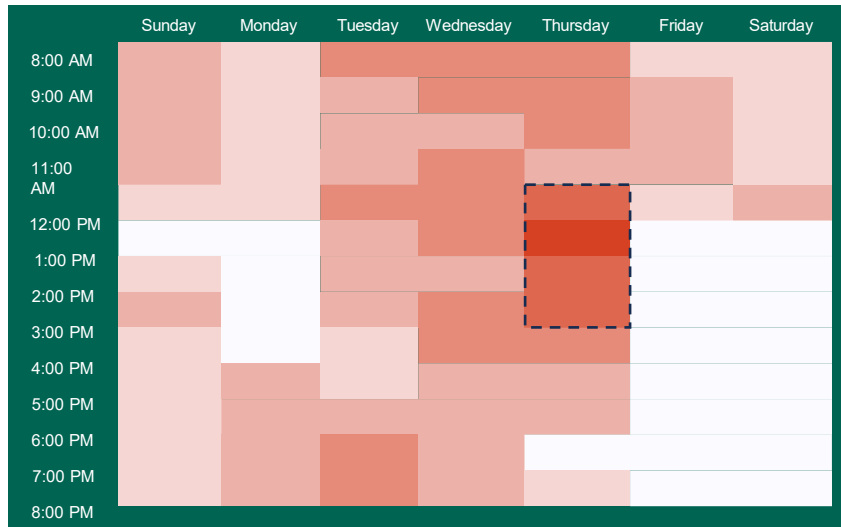 Sunday Monday Tuesday Wednesday Thursday Friday Saturday
8:00 AM
9:00 AM
10:00 AM
11:00
AM
12:00 PM
1:00 PM
2:00 PM
3:00 PM
4:00 PM
5:00 PM
6:00 PM
7:00 PM
8:00 PM